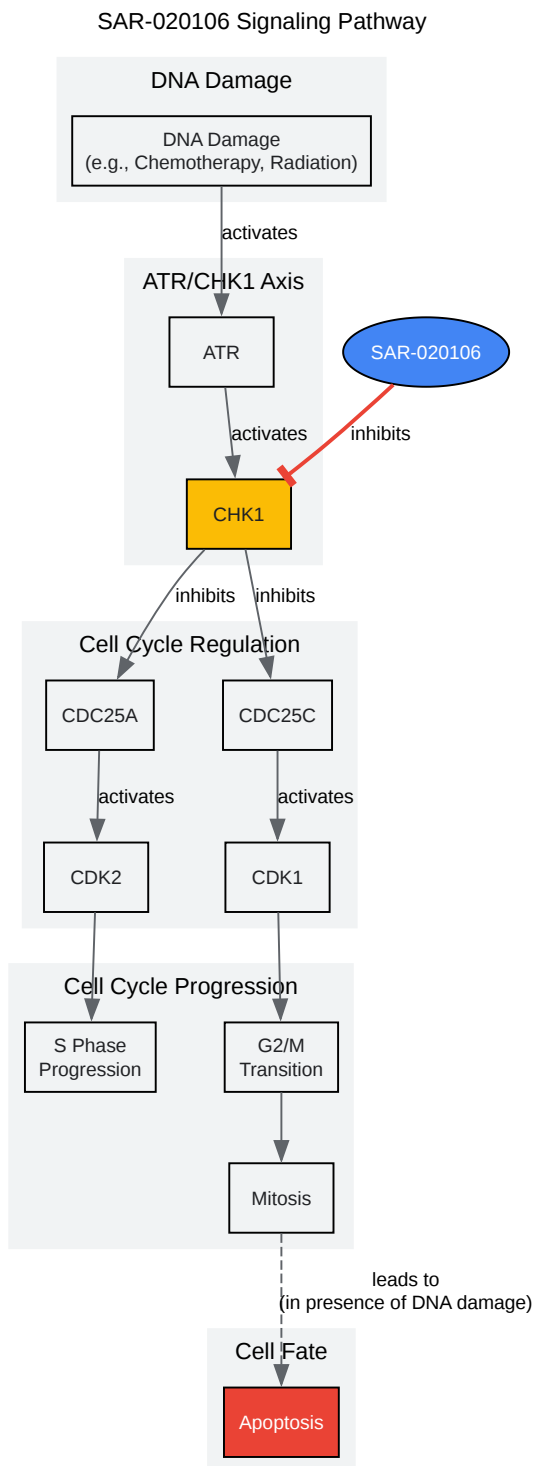 SAR-020106 Signaling Pathway
DNA Damage
DNA Damage
(e.g., Chemotherapy, Radiation)
activates
ATR/CHK1 Axis
ATR
SAR-020106
activates
inhibits
CHK1
inhibits
inhibits
Cell Cycle Regulation
CDC25A
CDC25C
activates
activates
CDK2
CDK1
Cell Cycle Progression
S Phase
Progression
G2/M
Transition
Mitosis
leads to
(in presence of DNA damage)
Cell Fate
Apoptosis